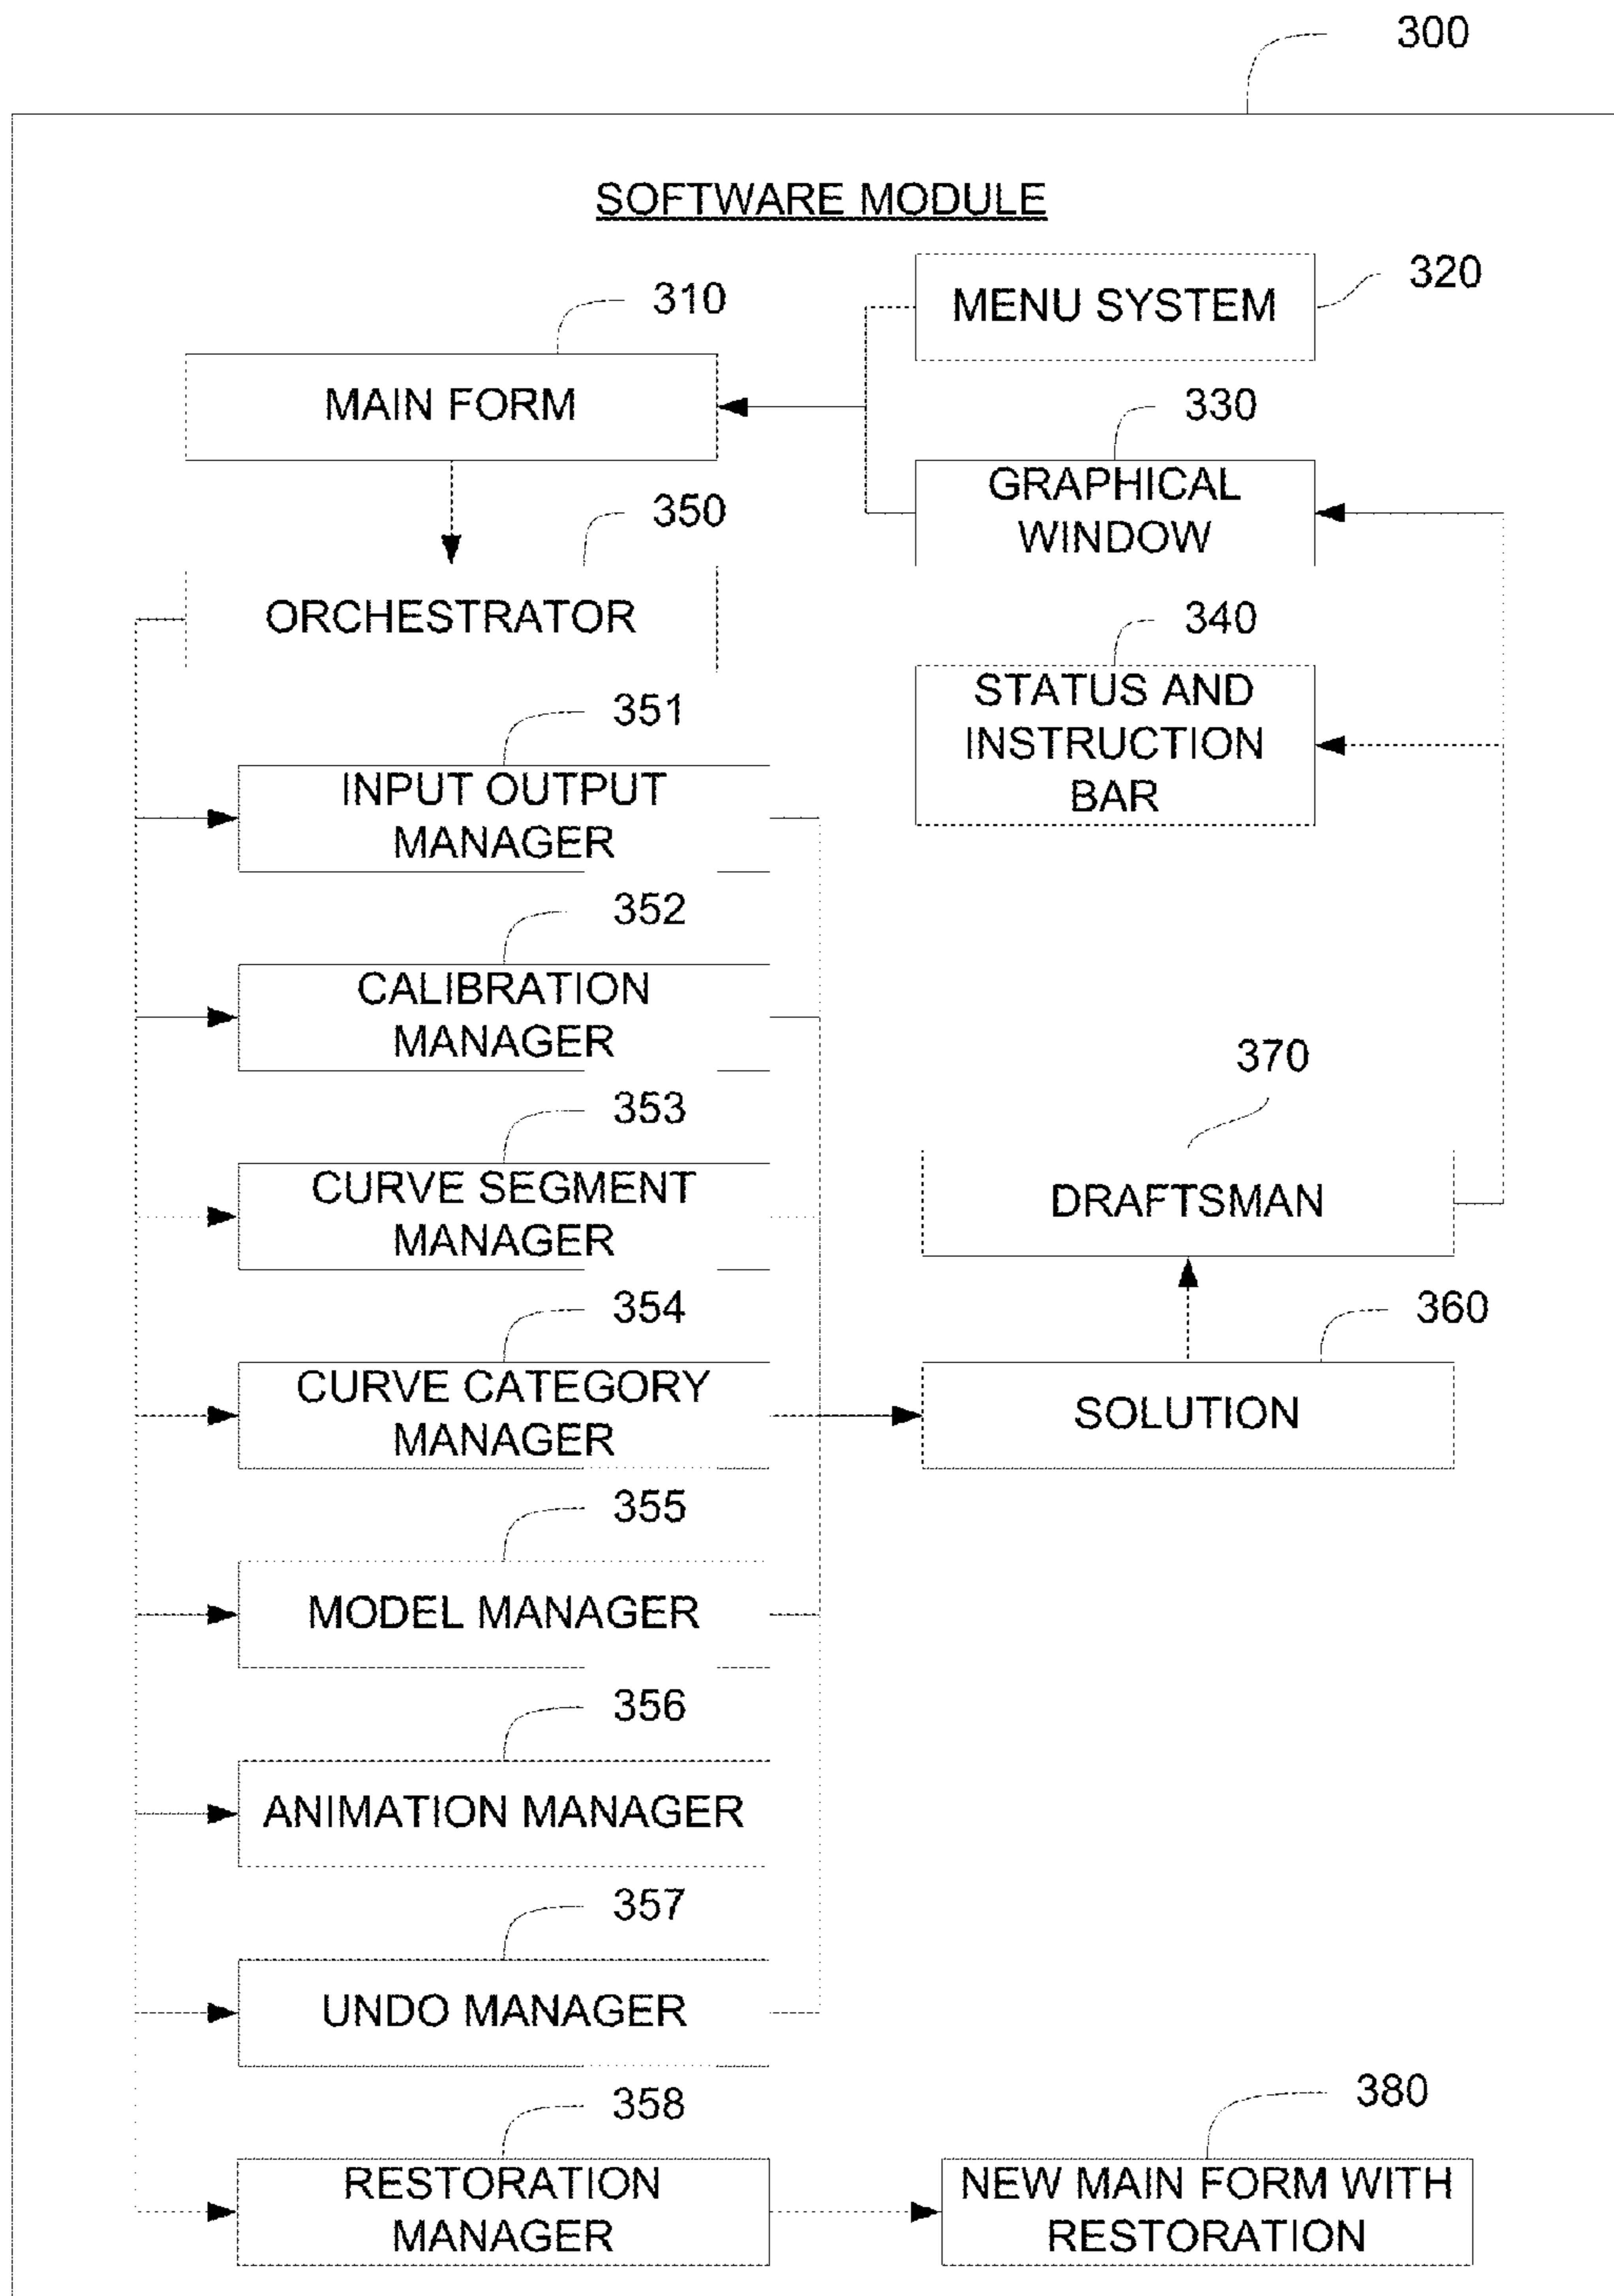 300
SOFTWARE MODULE
MENU SYSTEM
320
310
MAIN FORM
330
GRAPHICAL
WINDOW
350
ORCHESTRATOR
340
STATUS AND
INSTRUCTION
BAR
351
INPUT OUTPUT
MANAGER
352
CALIBRATION
MANAGER
353
CURVE SEGMENT
MANAGER
370
DRAFTSMAN
354
CURVE CATEGORY
MANAGER
360
SOLUTION
355
MODEL MANAGER
356
ANIMATION MANAGER
357
UNDO MANAGER
358
RESTORATION
MANAGER
380
NEW MAIN FORM WITH
RESTORATION